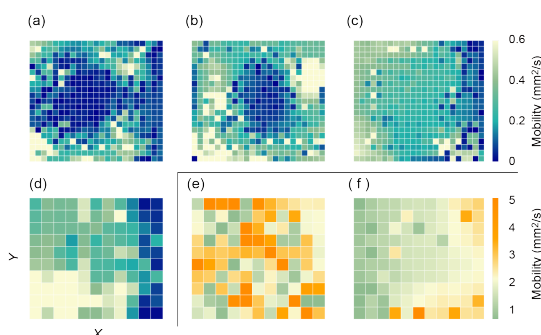 (a)
(b)
(c)
0.6
0.4
0.2
0
Mobility (mm²/s)
(d)
(e)
( f )
5
4
3
2
1
Mobility (mm²/s)
Y
X